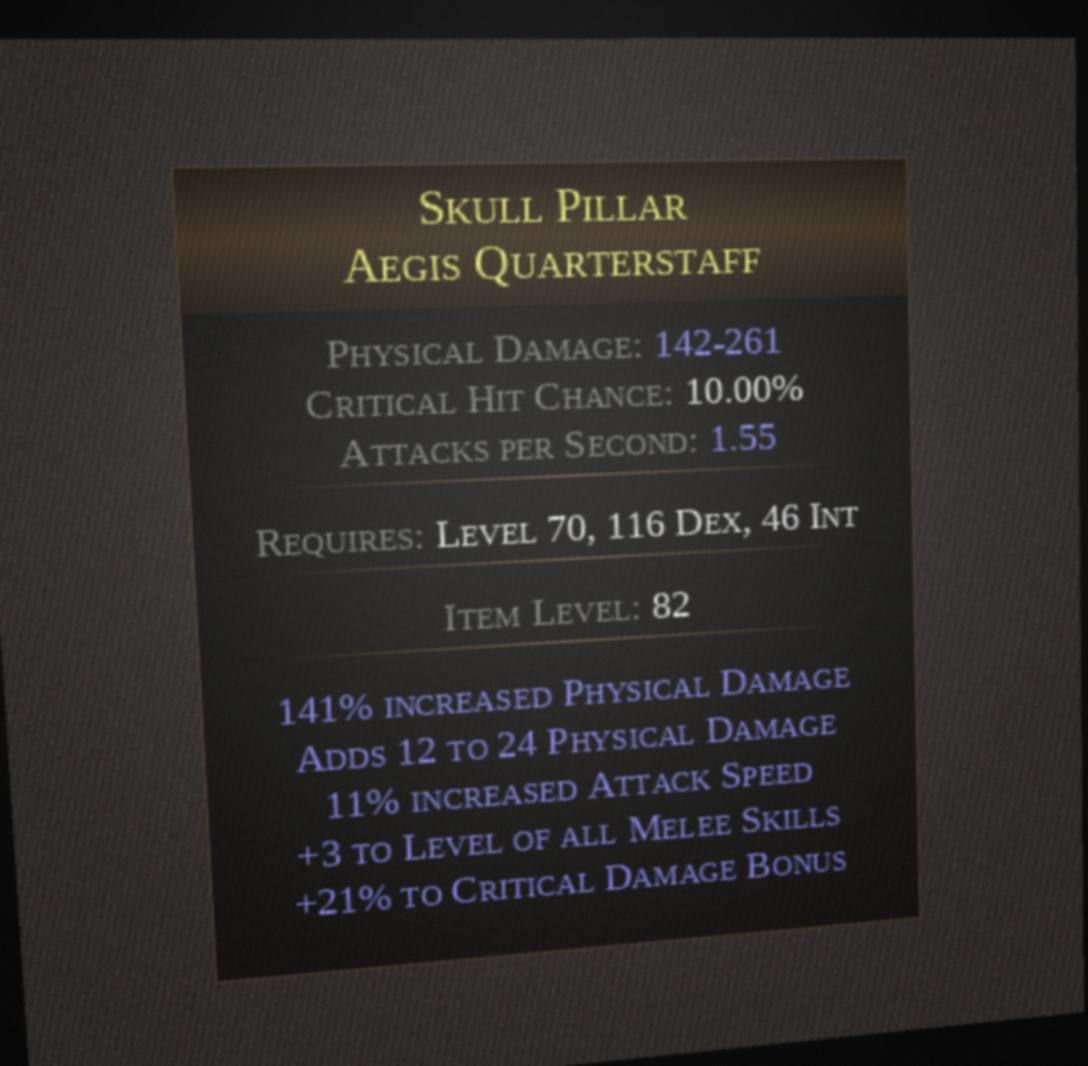 Skull Pillar
Aegis Quarterstaff
Physical Damage: 142-261
Critical Hit Chance: 10.00%
Attacks per Second: 1.55
Requires: Level 70, 116 Dex, 46 Int
Item Level: 82
141% increased Physical Damage
Adds 12 to 24 Physical Damage
11% increased Attack Speed
+3 to Level of all Melee Skills
+21% to Critical Damage Bonus